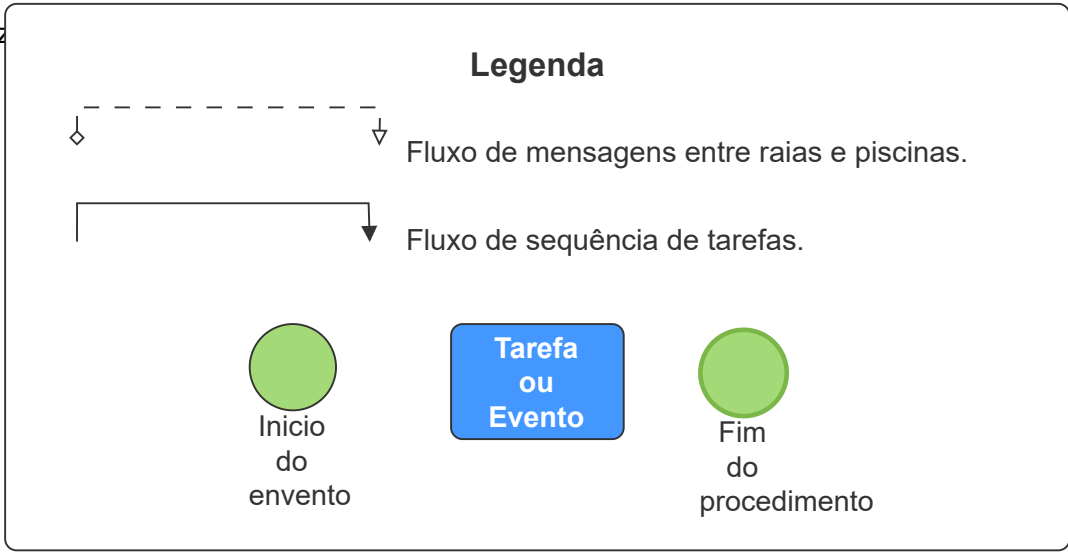 Legenda
Fluxo de mensagens entre raias e piscinas.
Fluxo de sequência de tarefas.
Tarefa
ou
Evento
Inicio
do
envento
Fim
do
procedimento